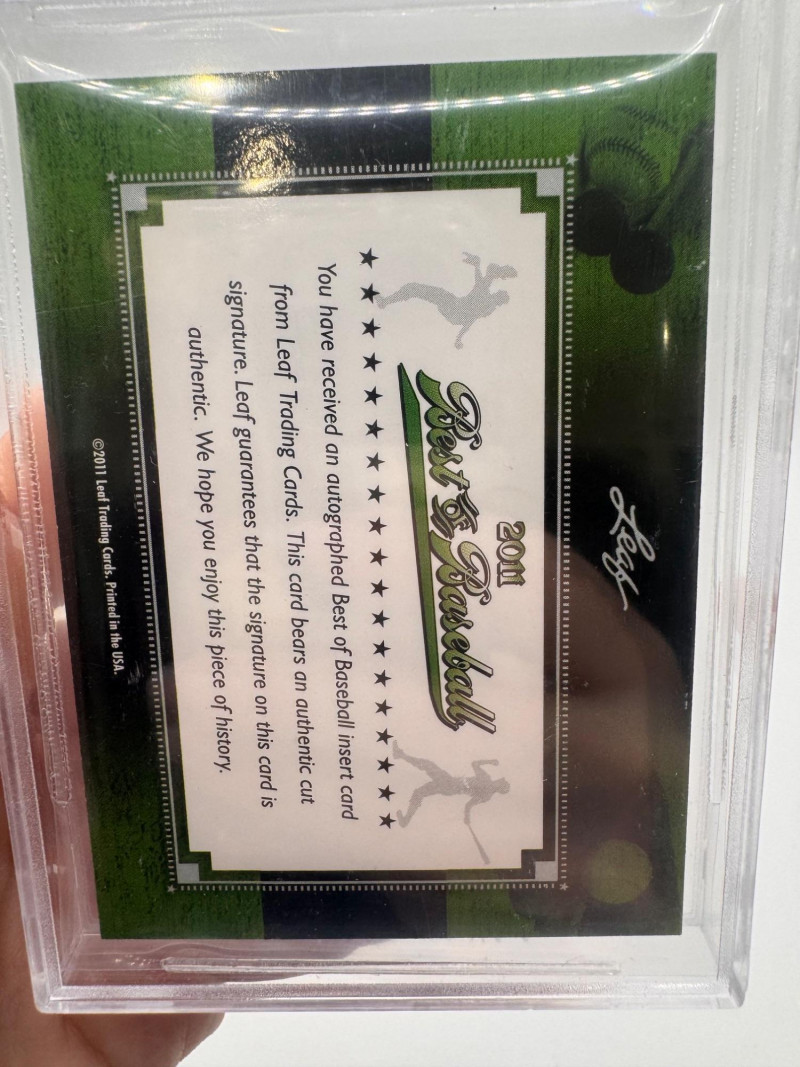 Leaf
2011
Best of Baseball
★ ★ ★ ★ ★ ★ ★ ★ ★ ★ ★ ★ ★ ★ ★ ★ ★
You have received an autographed Best of Baseball insert card
from Leaf Trading Cards. This card bears an authentic cut
signature. Leaf guarantees that the signature on this card is
authentic. We hope you enjoy this piece of history.
©2011 Leaf Trading Cards. Printed in the USA.